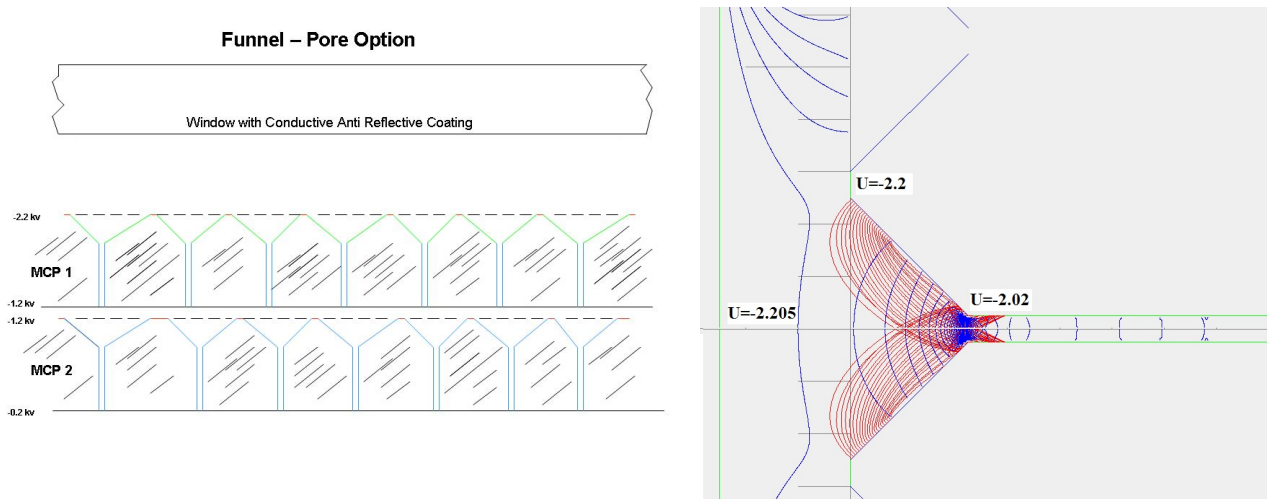 Funnel – Pore Option
Window with Conductive Anti Reflective Coating
-2.2 kv
MCP 1
-1.2 kv
-1.2 kv
MCP 2
-0.2 kv
U=-2.2
U=-2.205
U=-2.02